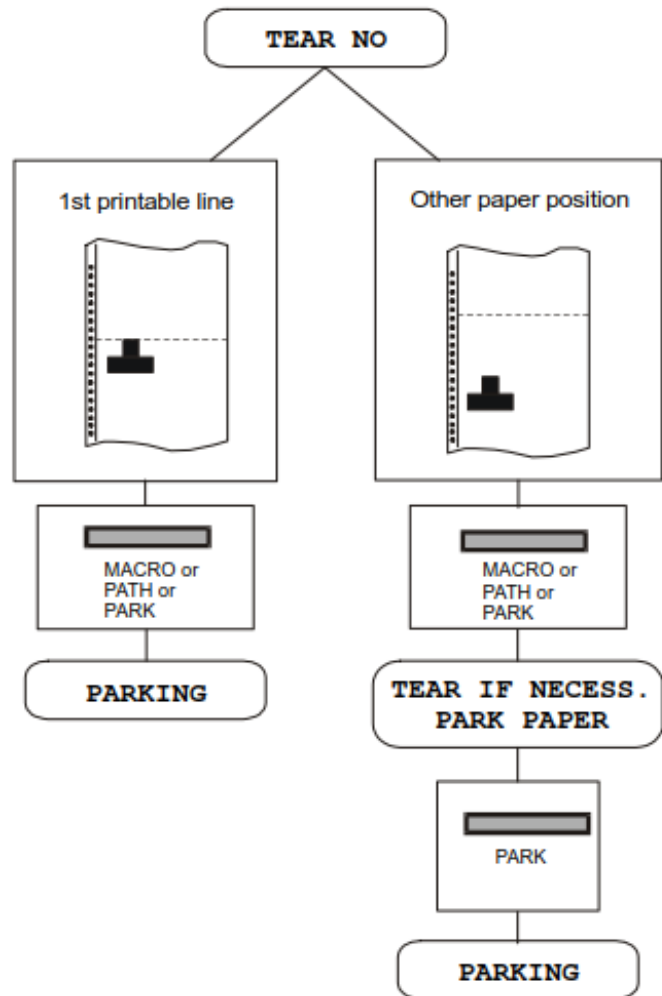 TEAR NO
1st printable line
Other paper position
MACRO or
PATH or
PARK
MACRO or
PATH or
PARK
PARKING
TEAR IF NECESS.
PARK PAPER
PARK
PARKING